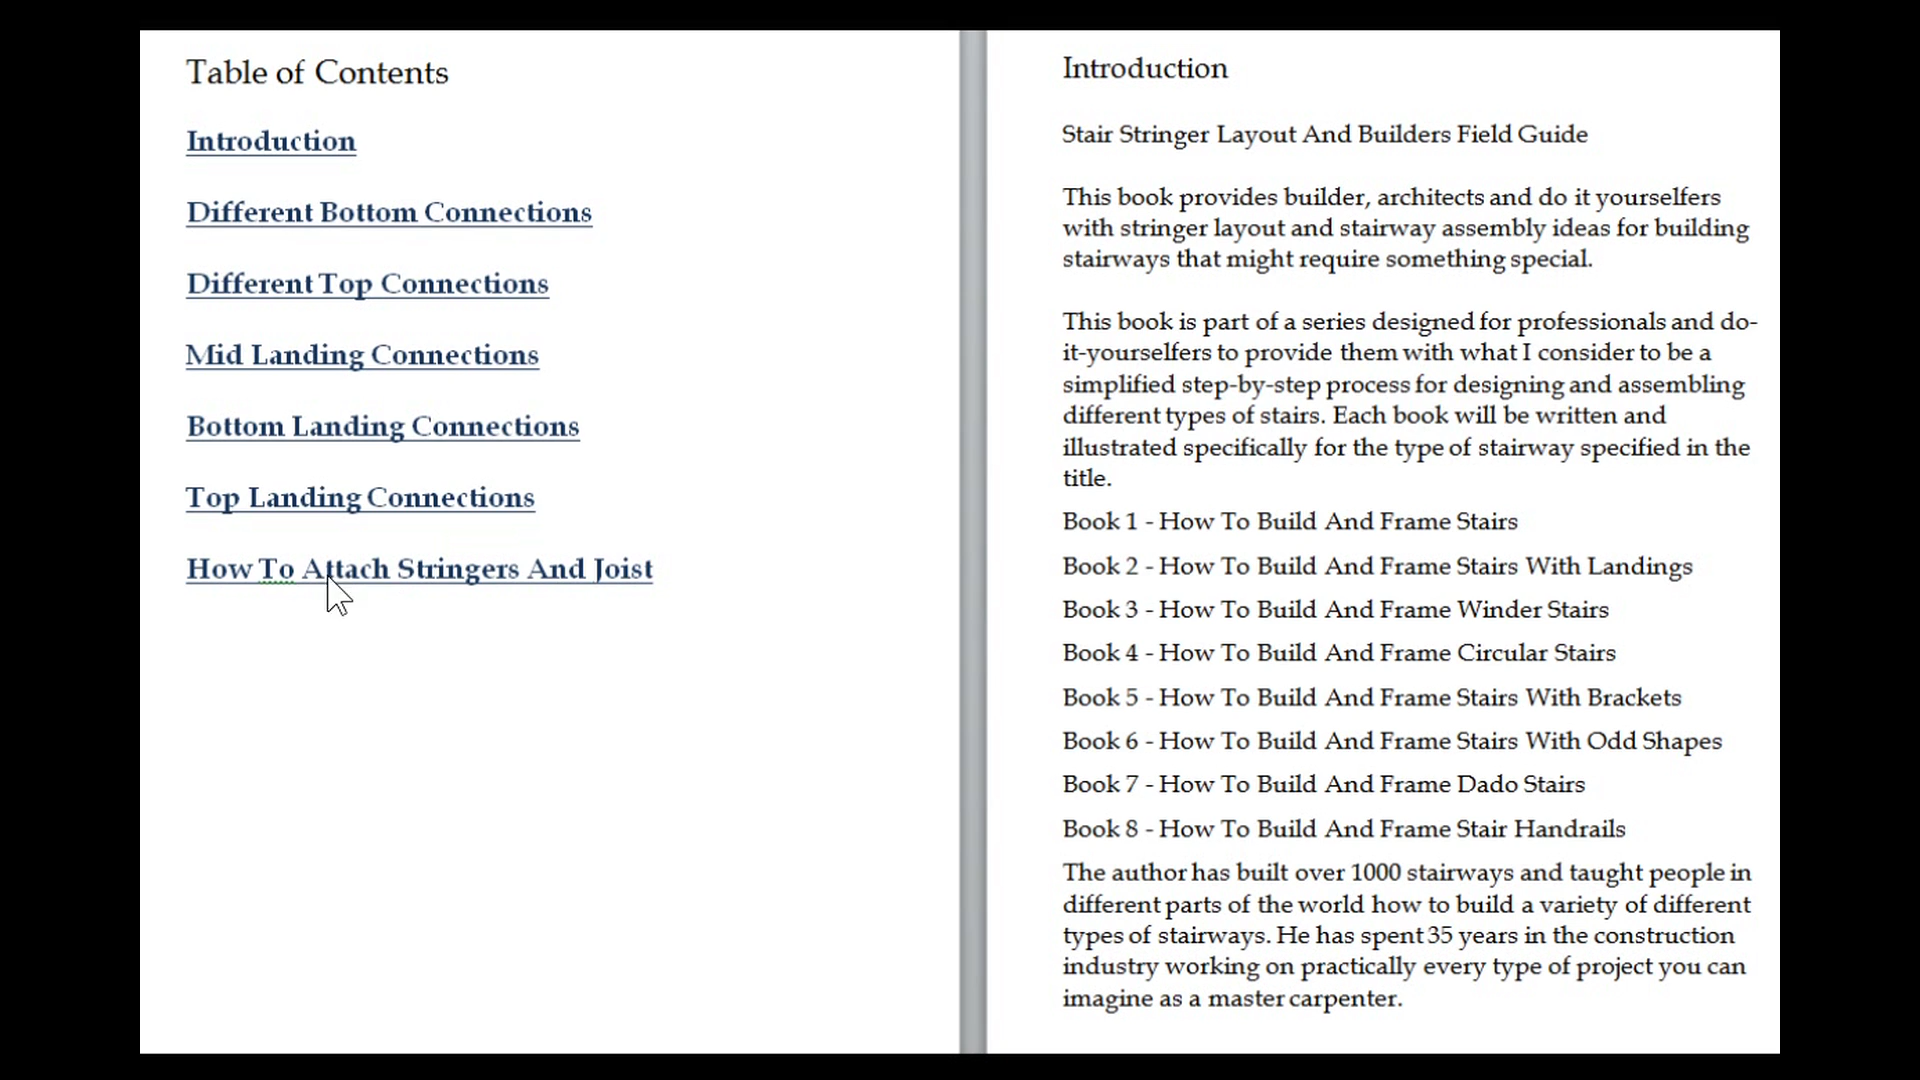 Table of Contents
Introduction
Different Bottom Connections
Different Top Connections
Mid Landing Connections
Bottom Landing Connections
Top Landing Connections
How To Attach Stringers And Joist
Introduction
Stair Stringer Layout And Builders Field Guide
This book provides builder, architects and do it yourselfers
with stringer layout and stairway assembly ideas for building
stairways that might require something special.
This book is part of a series designed for professionals and do-
it-yourselfers to provide them with what I consider to be a
simplified step-by-step process for designing and assembling
different types of stairs. Each book will be written and
illustrated specifically for the type of stairway specified in the
title.
Book 1 - How To Build And Frame Stairs
Book 2 - How To Build And Frame Stairs With Landings
Book 3 - How To Build And Frame Winder Stairs
Book 4 - How To Build And Frame Circular Stairs
Book 5 - How To Build And Frame Stairs With Brackets
Book 6 - How To Build And Frame Stairs With Odd Shapes
Book 7 - How To Build And Frame Dado Stairs
Book 8 - How To Build And Frame Stair Handrails
The author has built over 1000 stairways and taught people in
different parts of the world how to build a variety of different
types of stairways. He has spent 35 years in the construction
industry working on practically every type of project you can
imagine as a master carpenter.